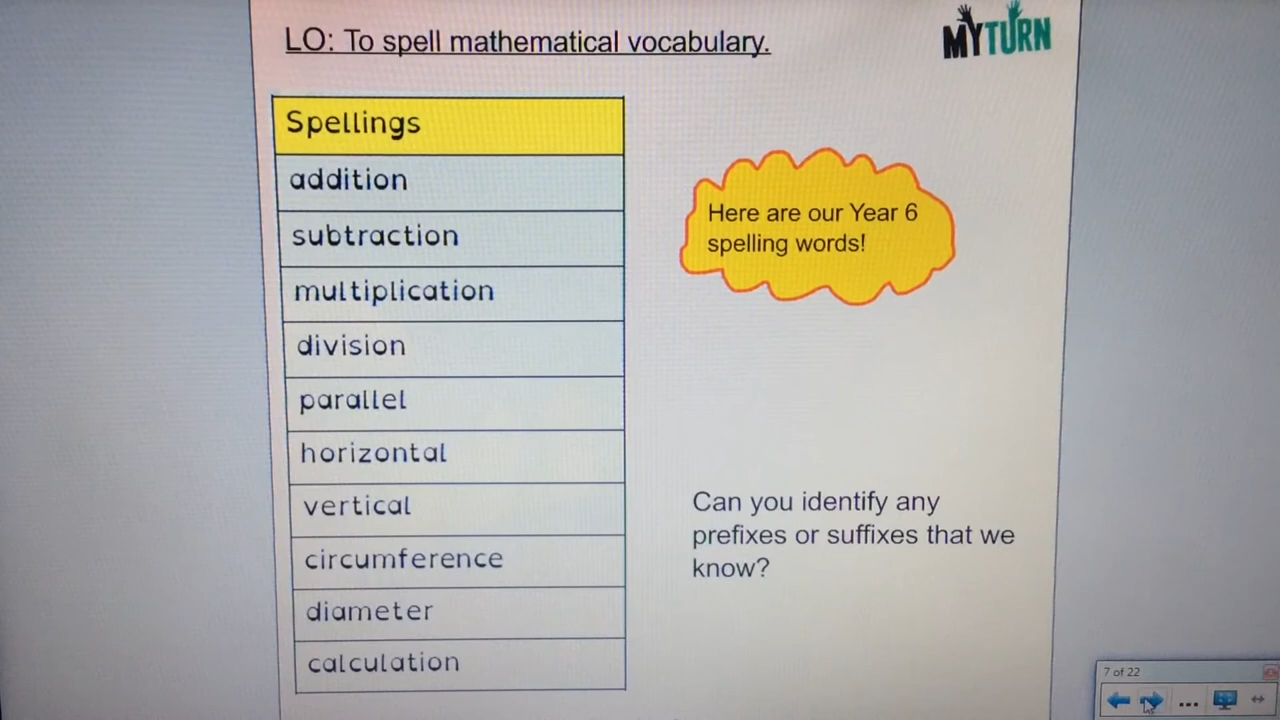 LO: To spell mathematical vocabulary.
MYTURN
Spellings
addition
subtraction
multiplication
division
parallel
horizontal
vertical
circumference
diameter
calculation
Here are our Year 6
spelling words!
Can you identify any
prefixes or suffixes that we
know?
7 of 22